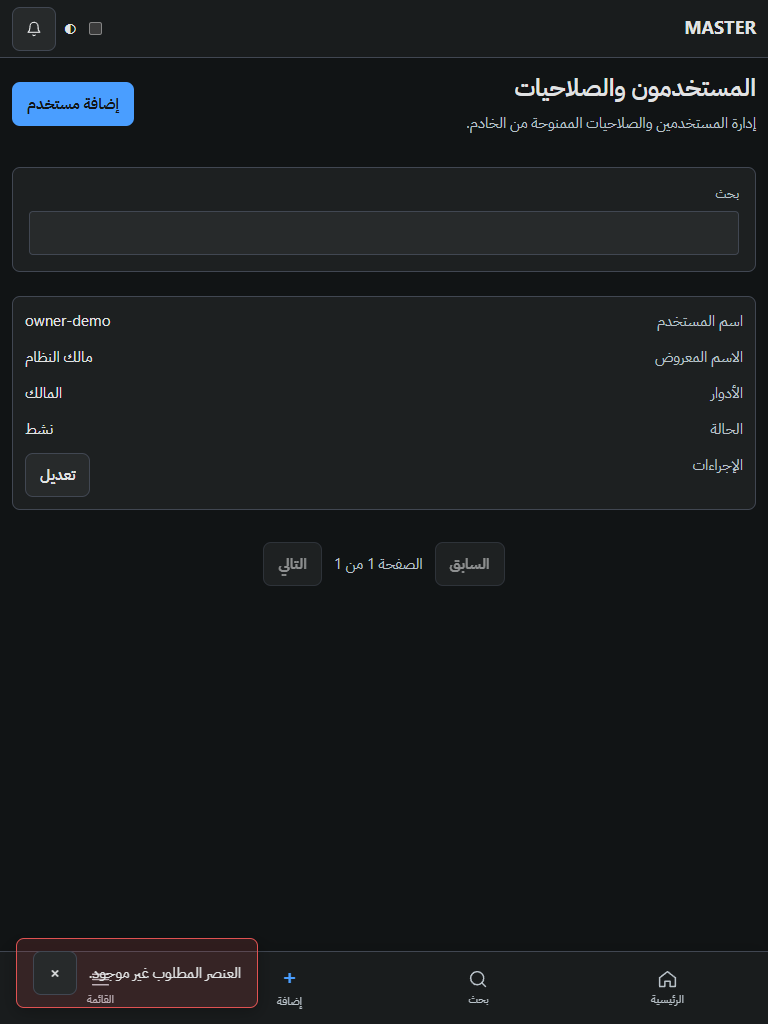 MASTER
المستخدمون والصلاحيات
إدارة المستخدمين والصلاحيات الممنوحة من الخادم.
إضافة مستخدم
بحث
اسم المستخدم owner-demo
الاسم المعروض مالك النظام
الأدوار المالك
الحالة نشط
الإجراءات تعديل
السابق الصفحة 1 من 1 التالي
العنصر المطلوب غير موجود. ×
الرئيسية بحث إضافة القائمة